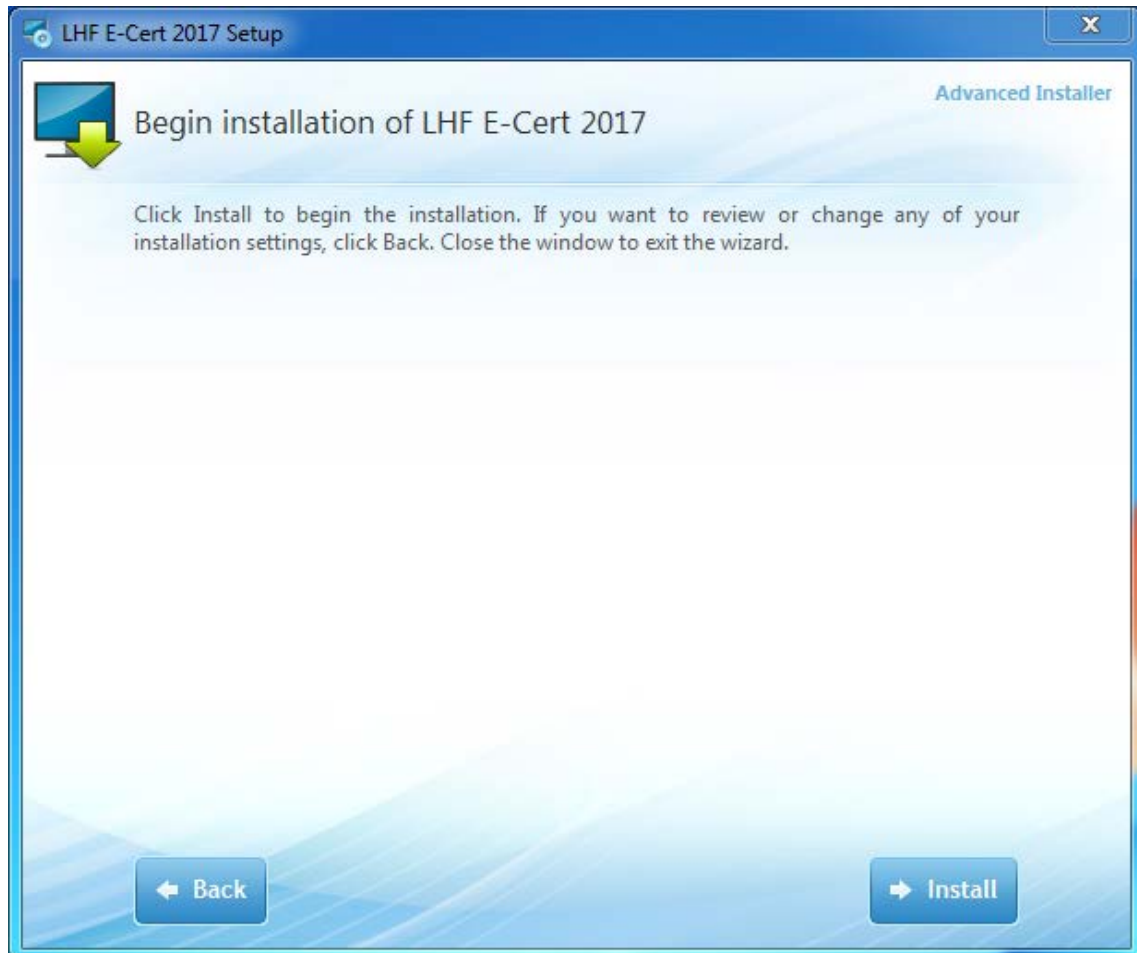 LHF E-Cert 2017 Setup
Advanced Installer
Begin installation of LHF E-Cert 2017
Click Install to begin the installation. If you want to review or change any of your
installation settings, click Back. Close the window to exit the wizard.
Back
Install